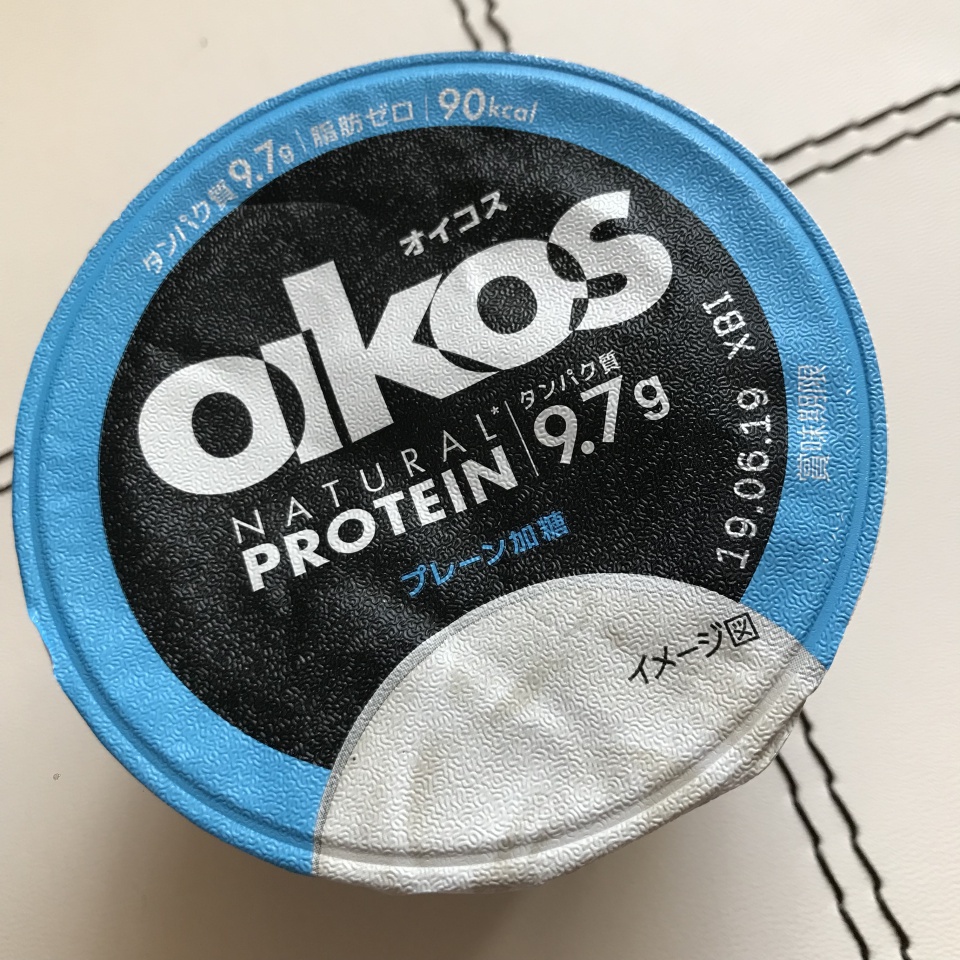 タンパク質9.7g|脂肪ゼロ|90kcal
オイコス
oikos
NATURAL*
PROTEIN
タンパク質
9.7g
プレーン加糖
イメージ図
賞味期限
19.06.19 XBI